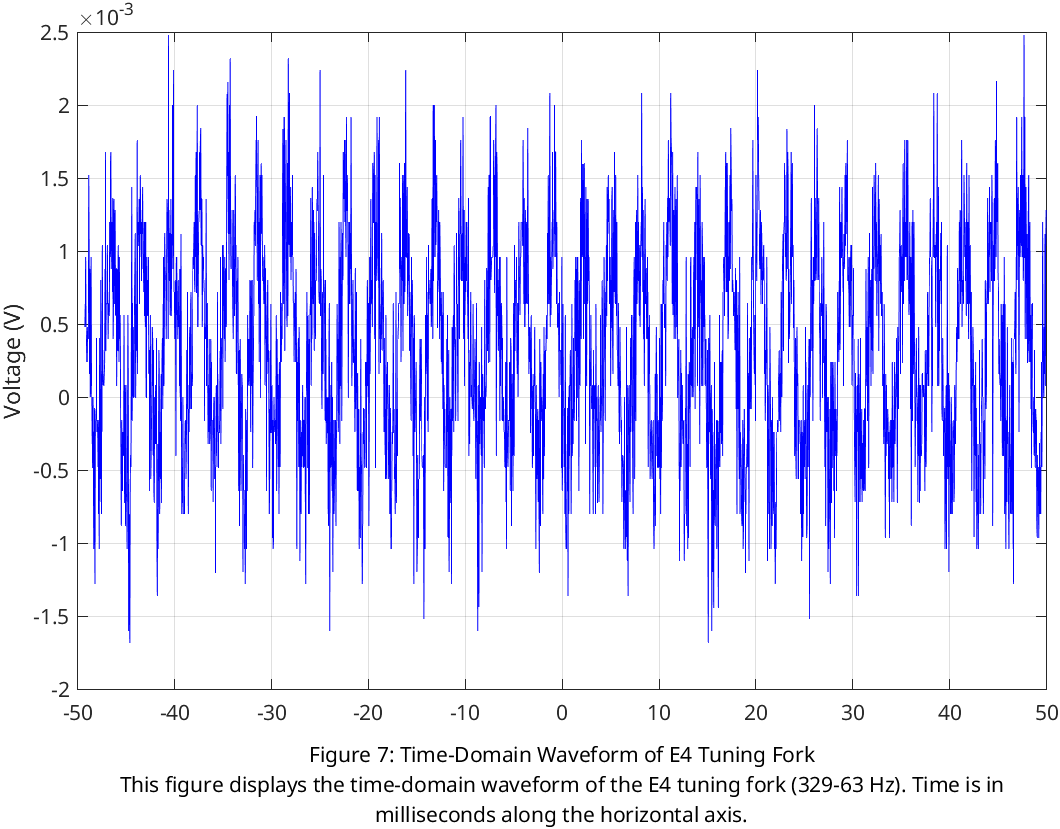 ×10-3
2.5
2
1.5
1
0.5
0
-0.5
-1
-1.5
-2
Voltage (V)
-50 -40 -30 -20 -10 0 10 20 30 40 50
Figure 7: Time-Domain Waveform of E4 Tuning Fork
This figure displays the time-domain waveform of the E4 tuning fork (329-63 Hz). Time is in
milliseconds along the horizontal axis.